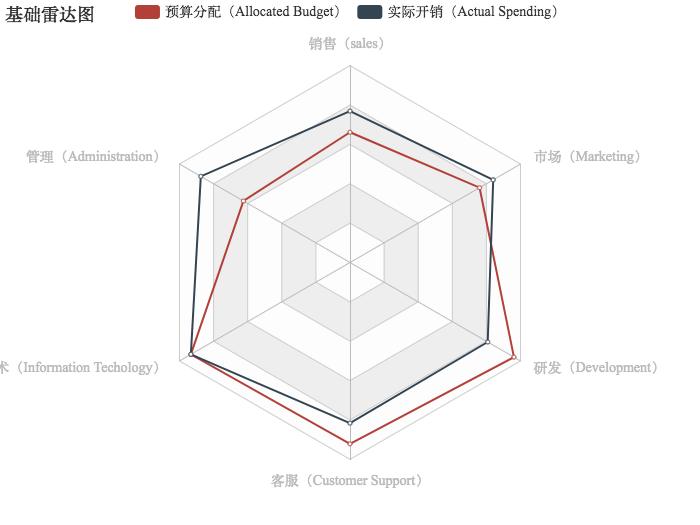 基础雷达图
预算分配（Allocated Budget）
实际开销（Actual Spending）
销售（sales）
管理（Administration）
市场（Marketing）
术（Information Techology）
研发（Development）
客服（Customer Support）